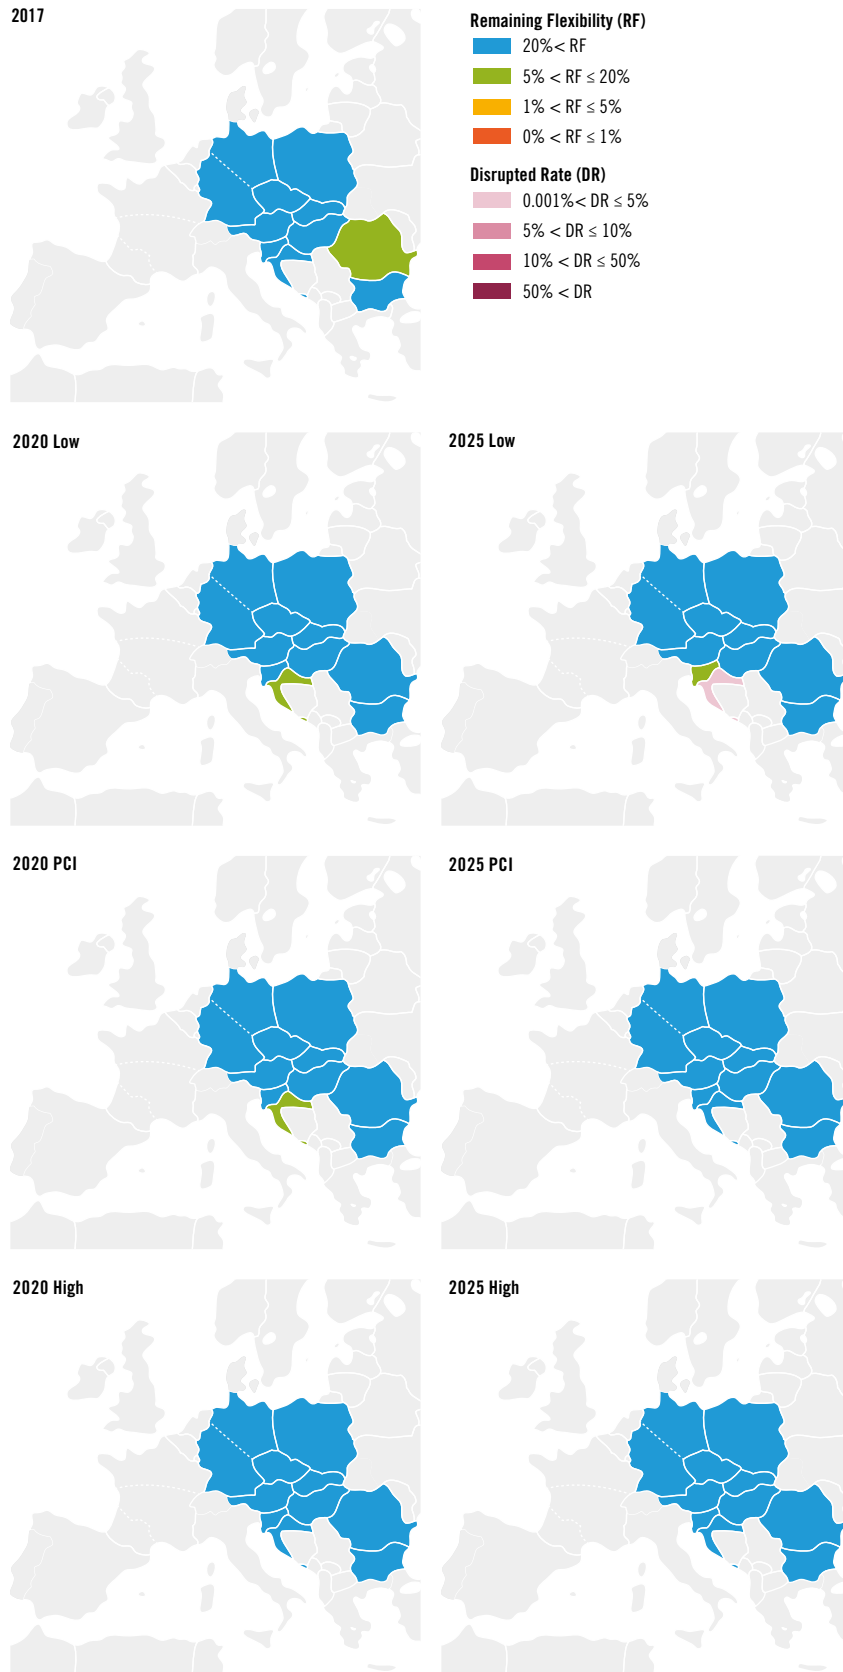 2017
Remaining Flexibility (RF)
20%< RF
5% < RF ≤ 20%
1% < RF ≤ 5%
0% < RF ≤ 1%
Disrupted Rate (DR)
0.001%< DR ≤ 5%
5% < DR ≤ 10%
10% < DR ≤ 50%
50% < DR
2020 Low
2025 Low
2020 PCI
2025 PCI
2020 High
2025 High